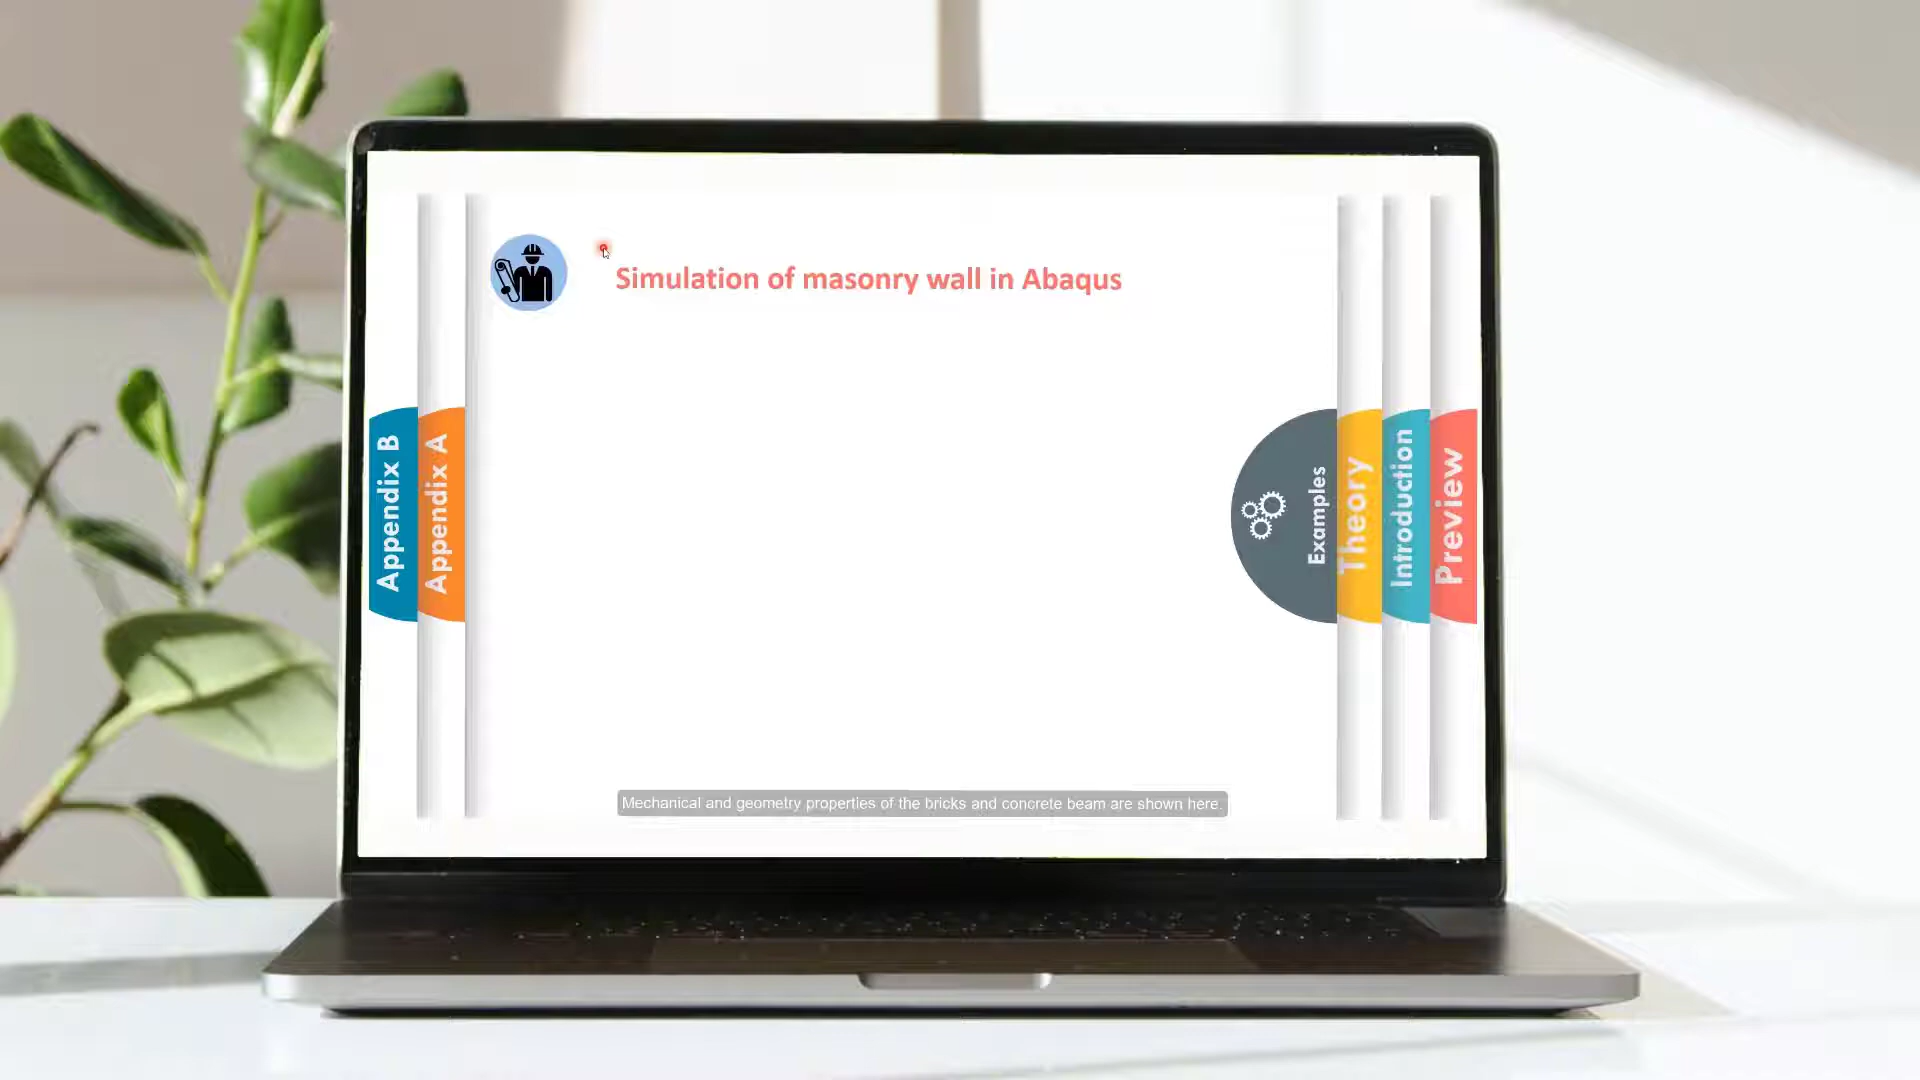 Simulation of masonry wall in Abaqus
Appendix B
Appendix A
Examples
Theory
Introduction
Preview
Mechanical and geometry properties of the bricks and concrete beam are shown here.